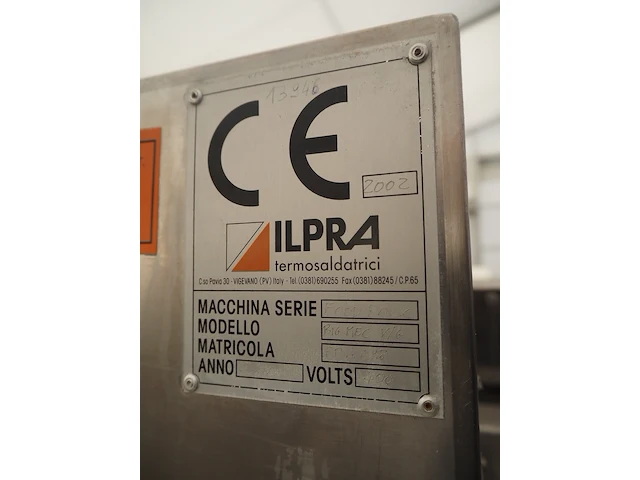 CE
2002
ILPRA
termosaldatrici
C.so Pavia 30 - VIGEVANO (PV) Italy - Tel. (0381) 690255 Fax (0381) 88245 / C.P. 65
MACCHINA SERIE
MODELLO
MATRICOLA
ANNO VOLTS